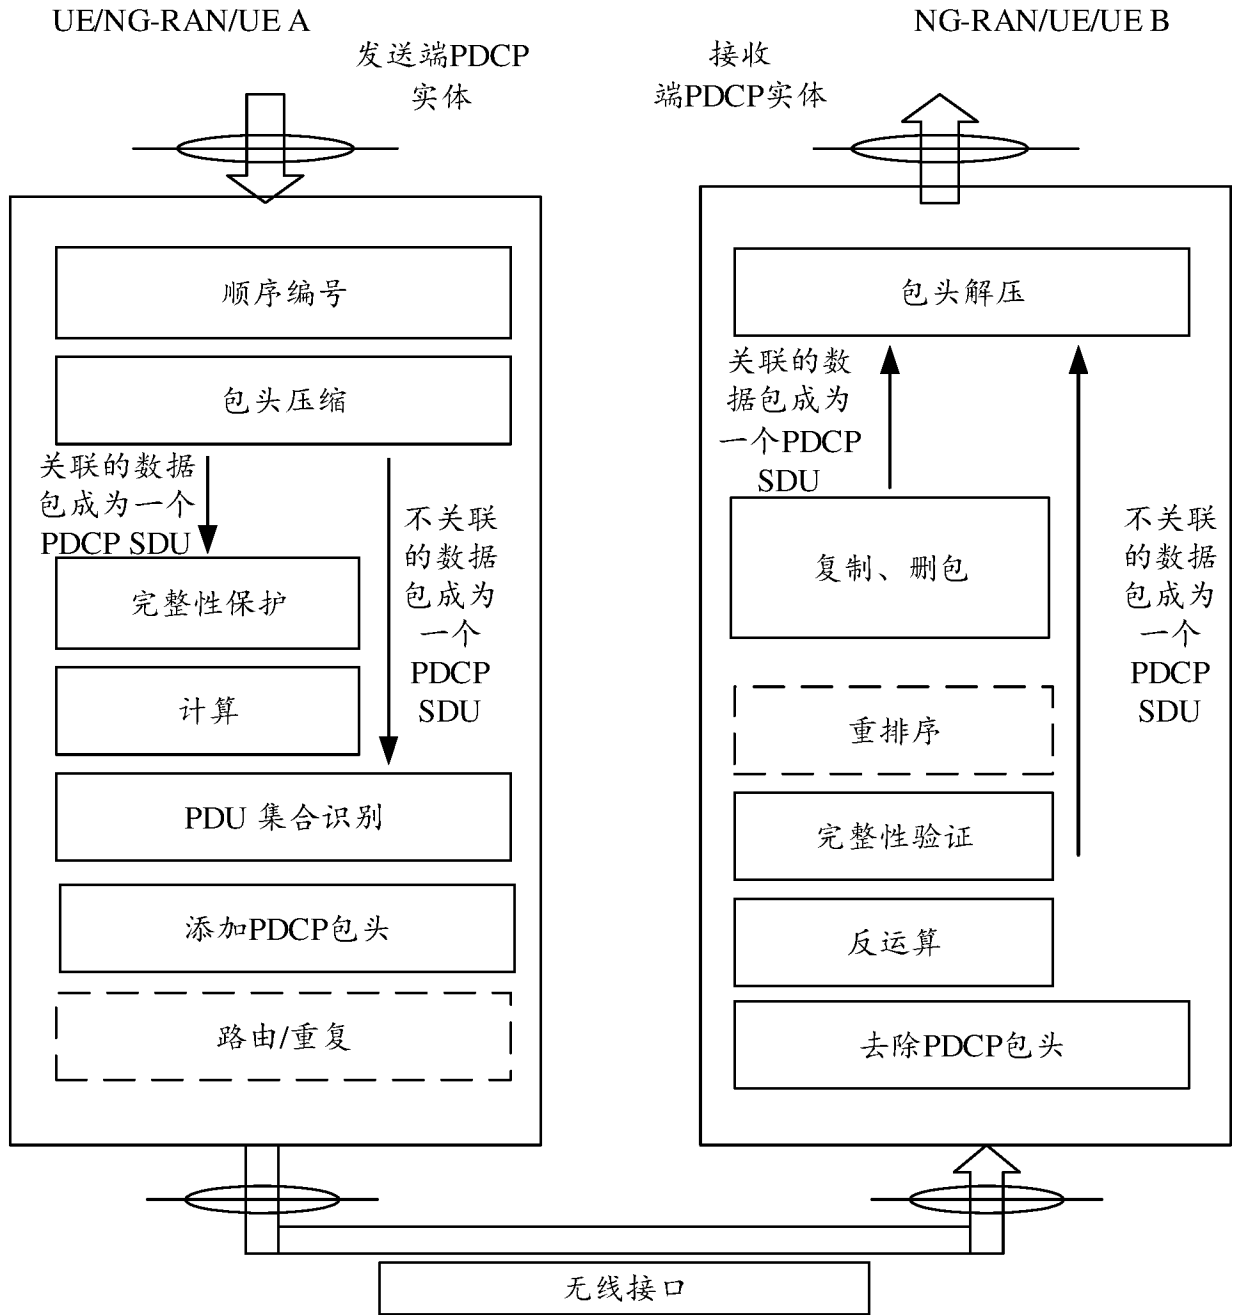 UE/NG-RAN/UE A
发送端PDCP
实体
顺序编号
包头压缩
关联的数据
包成为一个
PDCP SDU
不关联
的数据
包成为
一个
PDCP
SDU
完整性保护
计算
PDU 集合识别
添加PDCP包头
路由/重复
NG-RAN/UE/UE B
接收
端PDCP实体
包头解压
关联的数
据包成为
一个PDCP
SDU
复制、删包
不关联
的数据
包成为
一个
PDCP
SDU
重排序
完整性验证
反运算
去除PDCP包头
无线接口